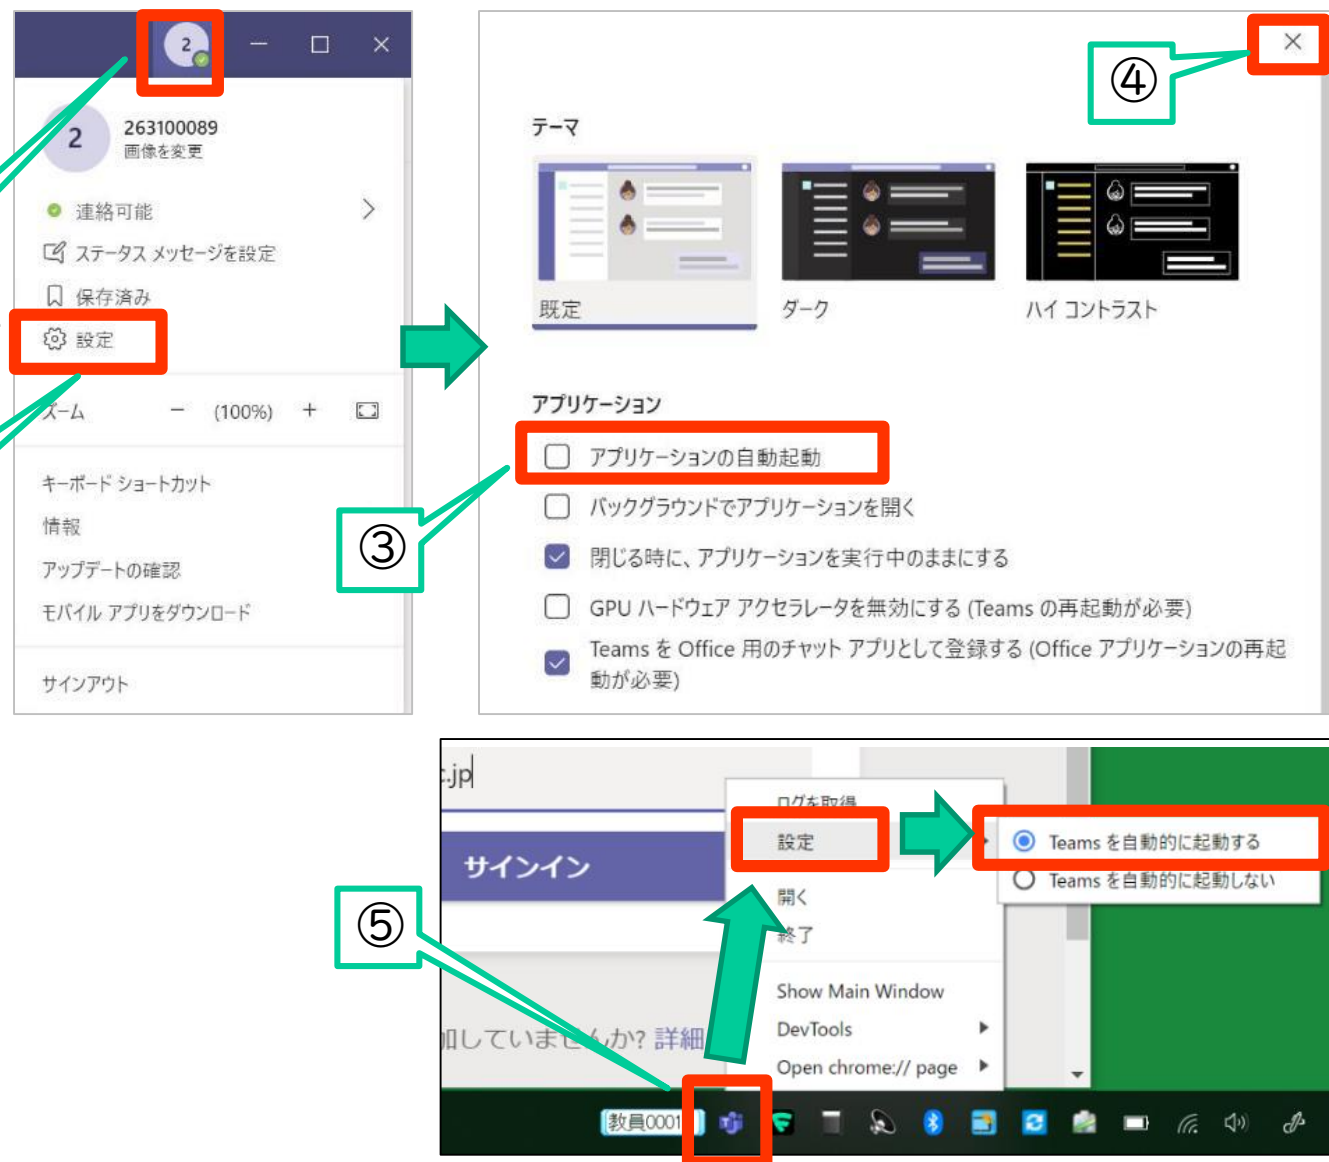 2
2
263100089
画像を変更
連絡可能
ステータス メッセージを設定
保存済み
設定
ズーム
(100%)
キーボード ショートカット
情報
アップデートの確認
モバイル アプリをダウンロード
サインアウト
④
テーマ
既定
ダーク
ハイ コントラスト
アプリケーション
アプリケーションの自動起動
バックグラウンドでアプリケーションを開く
閉じる時に、アプリケーションを実行中のままにする
GPU ハードウェア アクセラレータを無効にする (Teams の再起動が必要)
Teams を Office 用のチャット アプリとして登録する (Office アプリケーションの再起
動が必要)
③
.jp
サインイン
加していませんか? 詳細
ログを取得
設定
開く
終了
Show Main Window
DevTools
Open chrome:// page
Teams を自動的に起動する
Teams を自動的に起動しない
⑤
教員0001